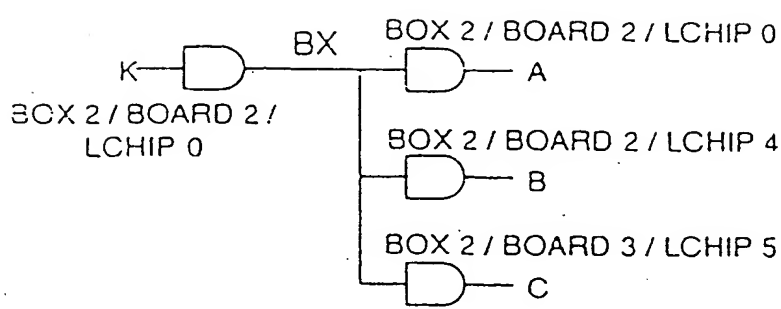 BOX 2 / BOARD 2 / LCHIP 0
BX
K
A
BOX 2 / BOARD 2 /
LCHIP 0
BOX 2 / BOARD 2 / LCHIP 4
B
BOX 2 / BOARD 3 / LCHIP 5
C